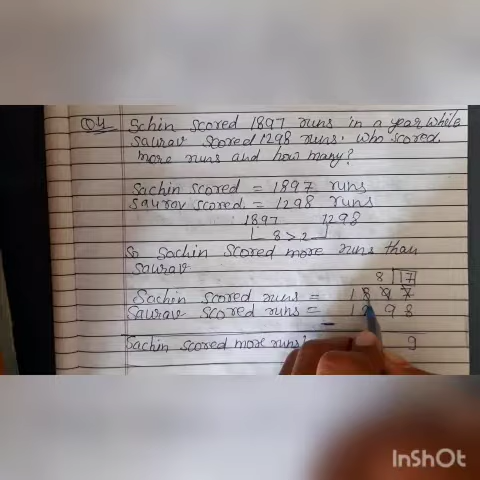 Q4 Schin scored 1897 runs in a year while
Saurav scored 1298 runs. Who scored.
more runs and how many?
Sachin scored = 1897 runs
Saurov scored = 1298 runs
1897 1298
8 > 2
So Sachin scored more runs than
Saurav
8 17
Sachin scored runs = 1 8 9 7
Saurav scored runs = 1 2 9 8
-
Sachin scored more runs 9
InShOt